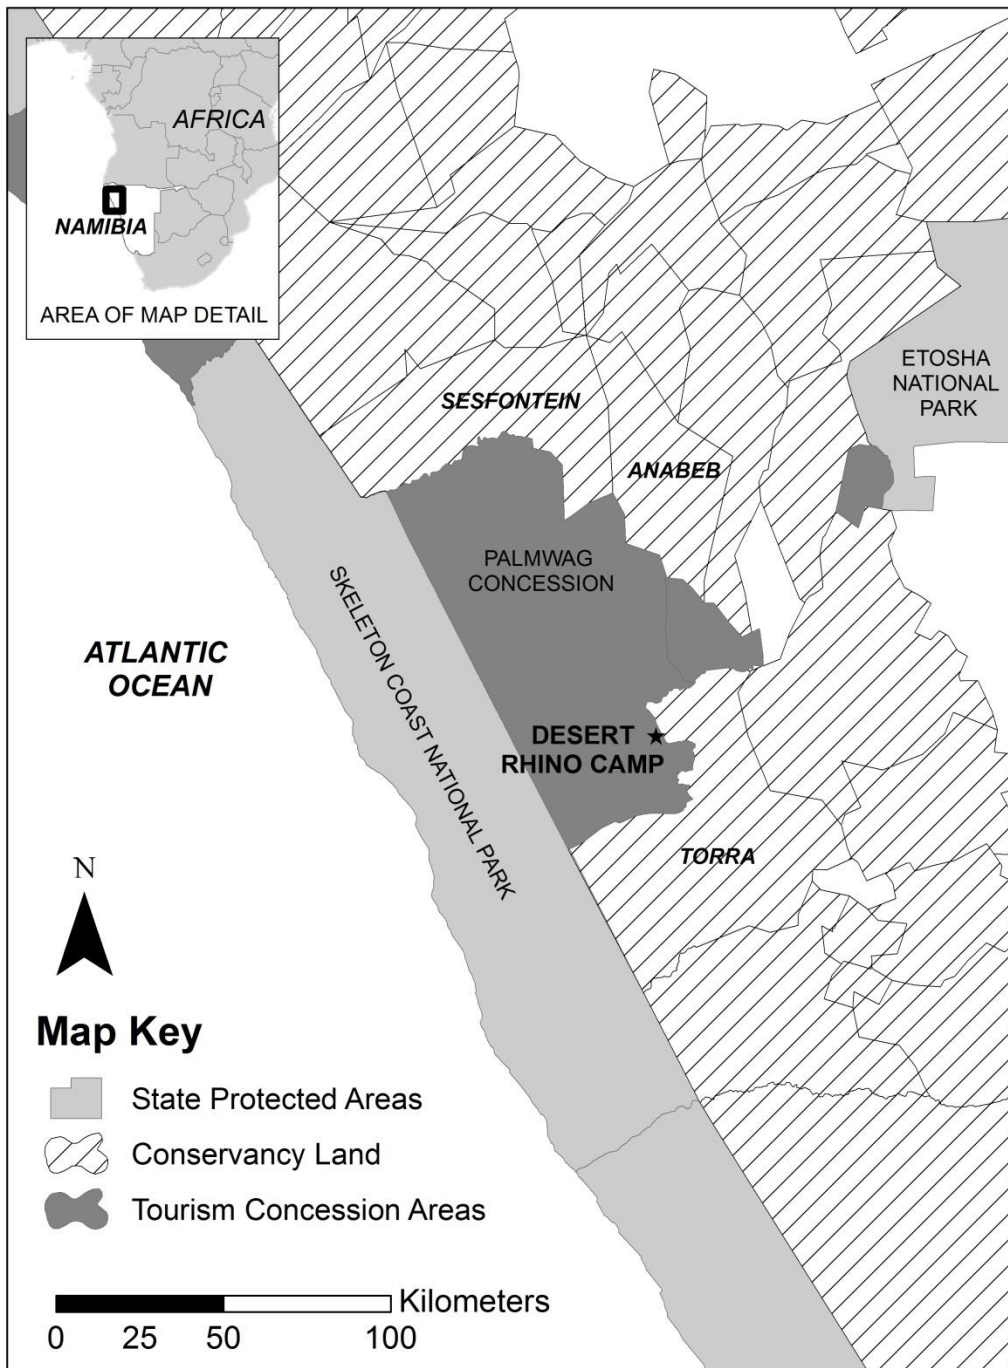 AFRICA
NAMIBIA
AREA OF MAP DETAIL
ETOSHA
NATIONAL
PARK
SESFONTEIN
ANABEB
PALMWAG
CONCESSION
SKELETON COAST NATIONAL PARK
ATLANTIC
OCEAN
DESERT
RHINO CAMP
TORRA
N
Map Key
State Protected Areas
Conservancy Land
Tourism Concession Areas
Kilometers
0 25 50 100